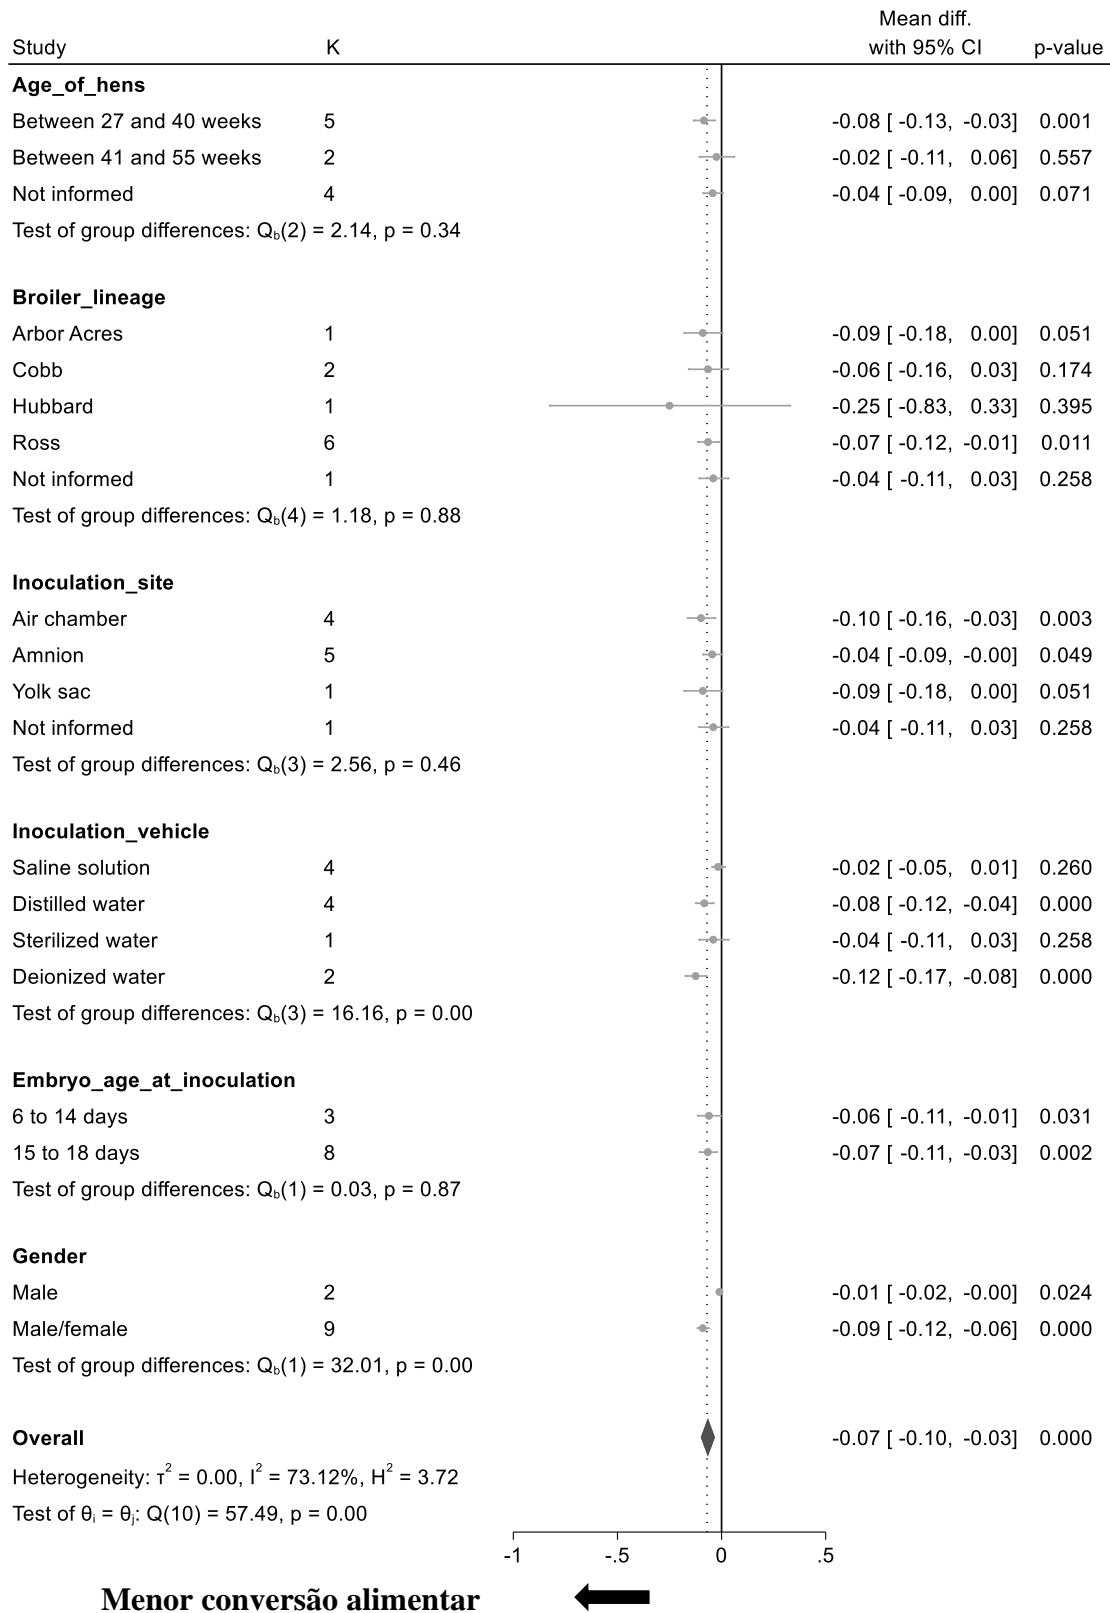 Mean diff.
Study K with 95% CI p-value
Age_of_hens
Between 27 and 40 weeks 5 -0.08 [ -0.13, -0.03] 0.001
Between 41 and 55 weeks 2 -0.02 [ -0.11, 0.06] 0.557
Not informed 4 -0.04 [ -0.09, 0.00] 0.071
Test of group differences: Q_b(2) = 2.14, p = 0.34
Broiler_lineage
Arbor Acres 1 -0.09 [ -0.18, 0.00] 0.051
Cobb 2 -0.06 [ -0.16, 0.03] 0.174
Hubbard 1 -0.25 [ -0.83, 0.33] 0.395
Ross 6 -0.07 [ -0.12, -0.01] 0.011
Not informed 1 -0.04 [ -0.11, 0.03] 0.258
Test of group differences: Q_b(4) = 1.18, p = 0.88
Inoculation_site
Air chamber 4 -0.10 [ -0.16, -0.03] 0.003
Amnion 5 -0.04 [ -0.09, -0.00] 0.049
Yolk sac 1 -0.09 [ -0.18, 0.00] 0.051
Not informed 1 -0.04 [ -0.11, 0.03] 0.258
Test of group differences: Q_b(3) = 2.56, p = 0.46
Inoculation_vehicle
Saline solution 4 -0.02 [ -0.05, 0.01] 0.260
Distilled water 4 -0.08 [ -0.12, -0.04] 0.000
Sterilized water 1 -0.04 [ -0.11, 0.03] 0.258
Deionized water 2 -0.12 [ -0.17, -0.08] 0.000
Test of group differences: Q_b(3) = 16.16, p = 0.00
Embryo_age_at_inoculation
6 to 14 days 3 -0.06 [ -0.11, -0.01] 0.031
15 to 18 days 8 -0.07 [ -0.11, -0.03] 0.002
Test of group differences: Q_b(1) = 0.03, p = 0.87
Gender
Male 2 -0.01 [ -0.02, -0.00] 0.024
Male/female 9 -0.09 [ -0.12, -0.06] 0.000
Test of group differences: Q_b(1) = 32.01, p = 0.00
Overall -0.07 [ -0.10, -0.03] 0.000
Heterogeneity: τ² = 0.00, I² = 73.12%, H² = 3.72
Test of θᵢ = θⱼ: Q(10) = 57.49, p = 0.00
-1 -.5 0 .5
Menor conversão alimentar